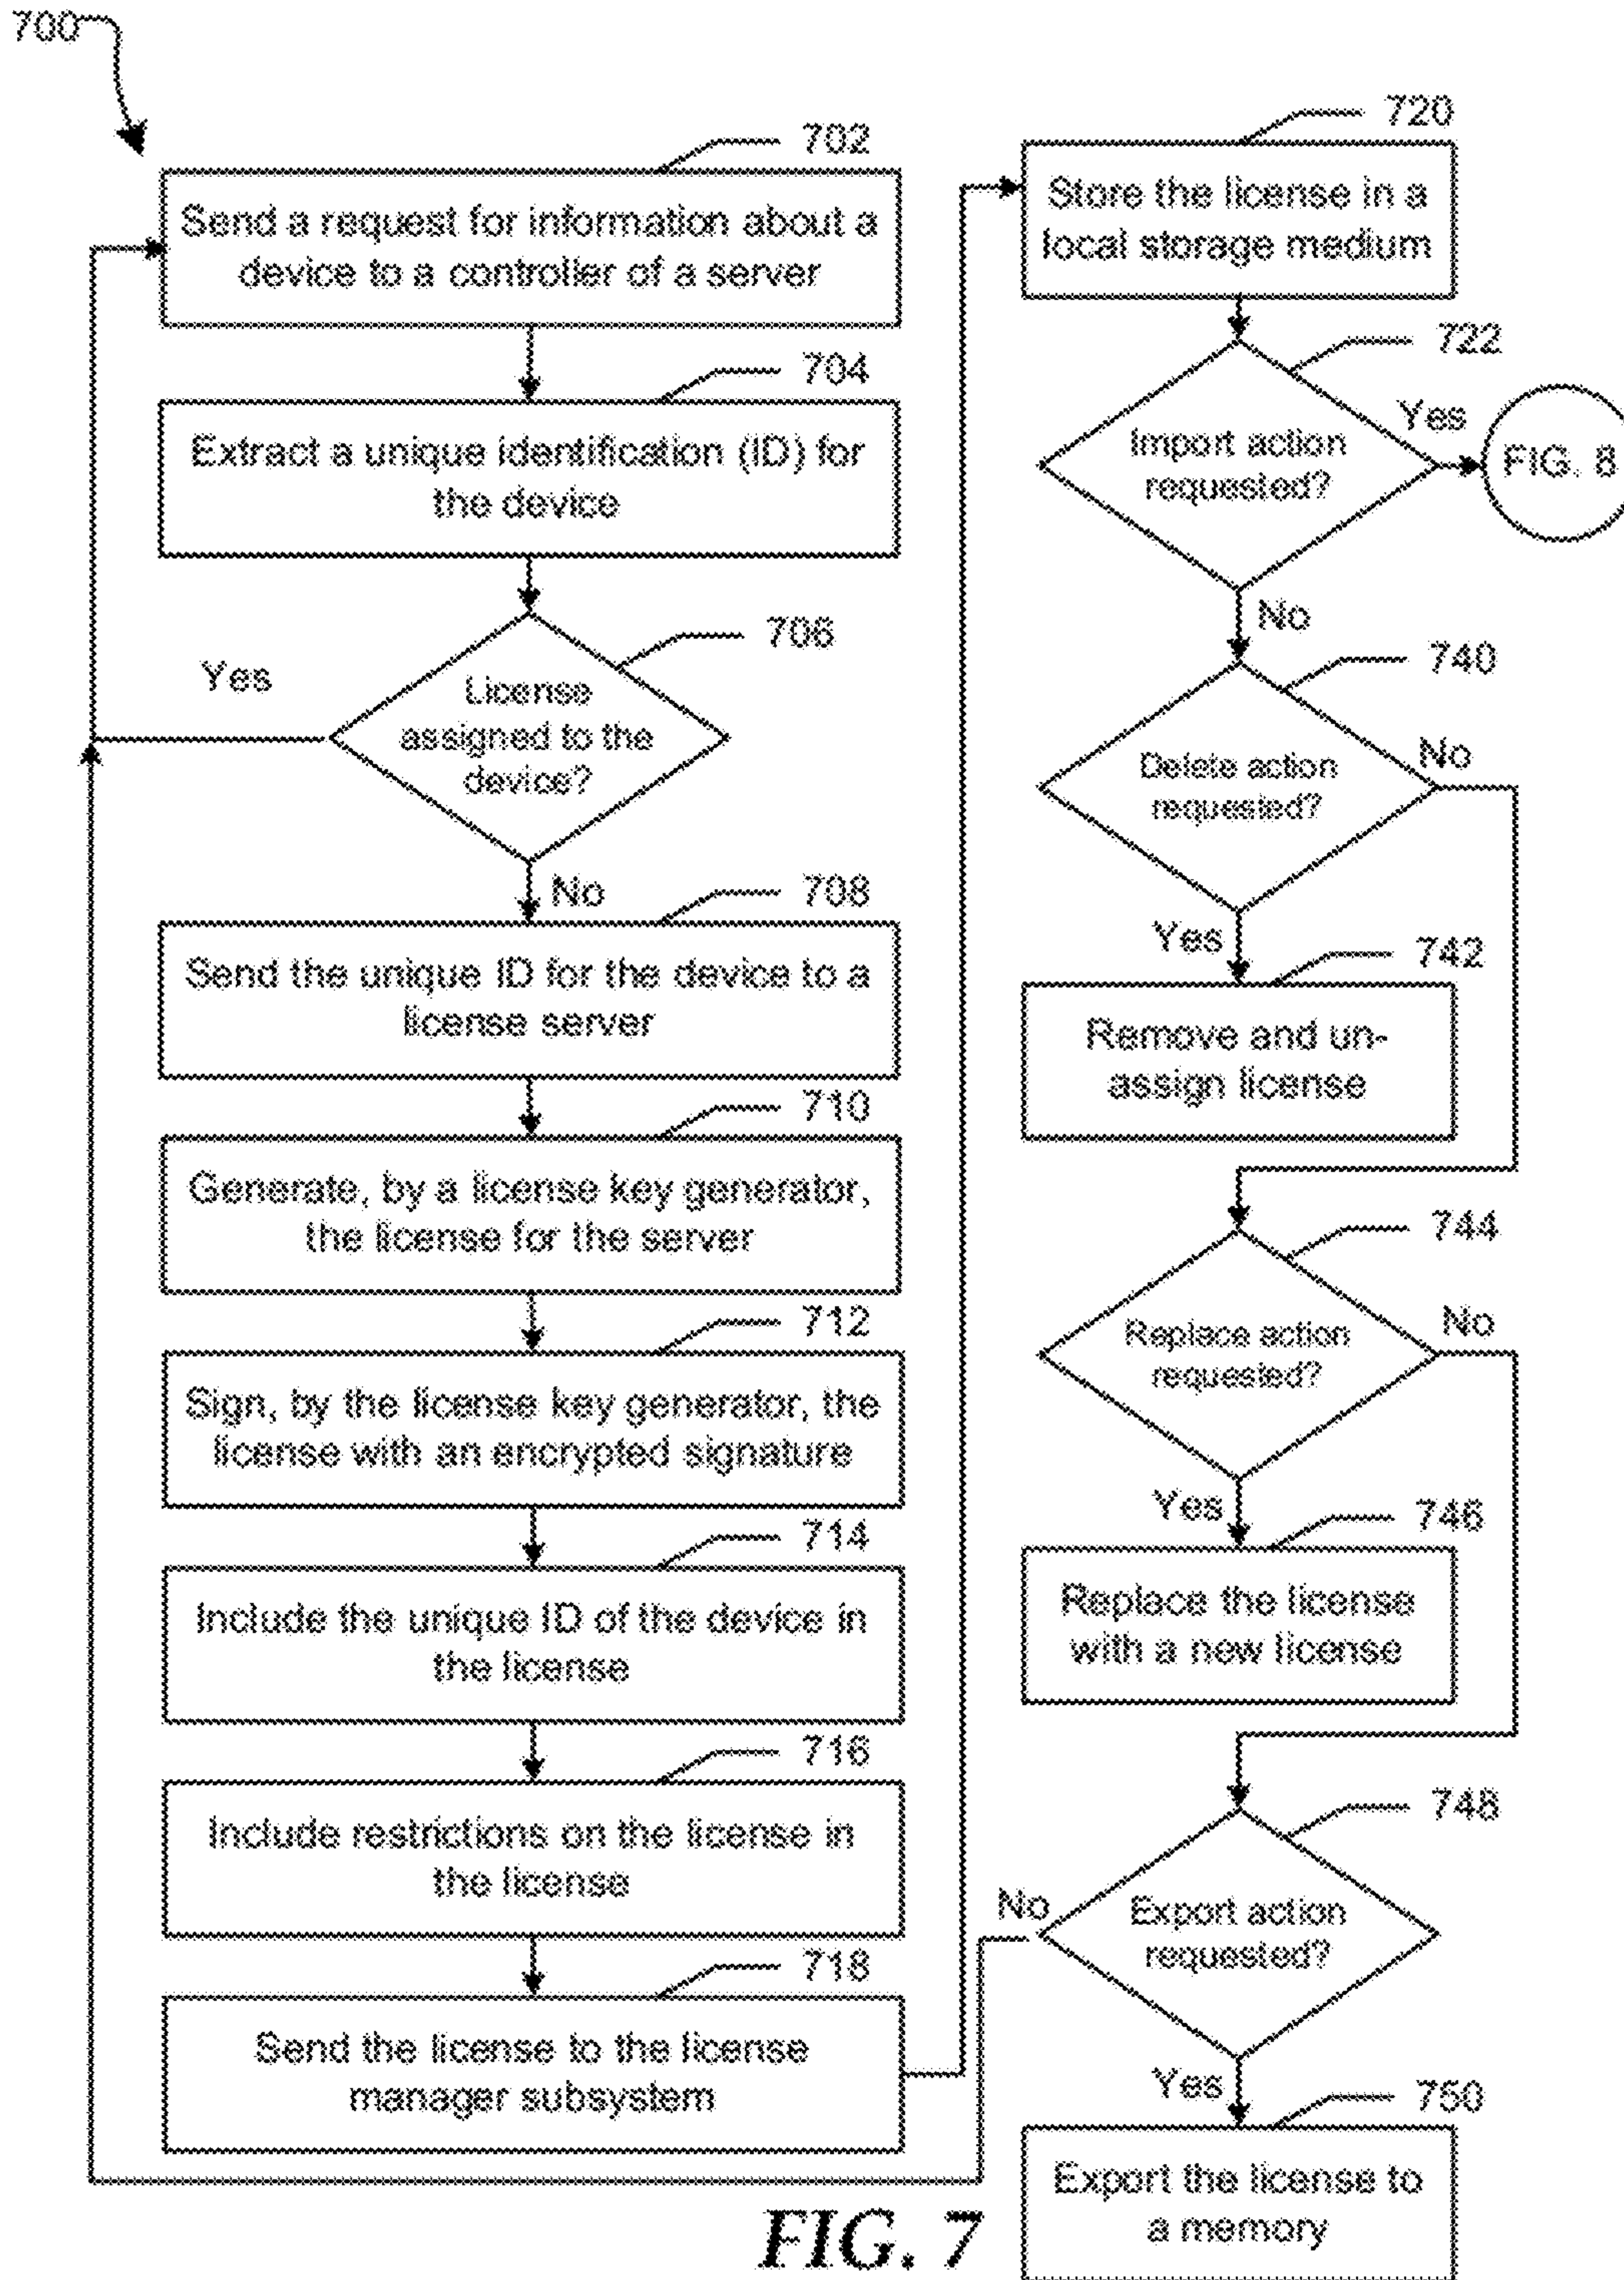 700
702
Send a request for information about a
device to a controller of a server
704
Extract a unique identification (ID) for
the device
706
License
assigned to the
device?
Yes
No
708
Send the unique ID for the device to a
license server
710
Generate, by a license key generator,
the license for the server
712
Sign, by the license key generator, the
license with an encrypted signature
714
Include the unique ID of the device in
the license
716
Include restrictions on the license in
the license
718
Send the license to the license
manager subsystem
720
Store the license in a
local storage medium
722
Import action
requested?
Yes
FIG. 8
No
740
Delete action
requested?
No
Yes
742
Remove and un-
assign license
744
Replace action
requested?
No
Yes
746
Replace the license
with a new license
748
Export action
requested?
No
Yes
750
Export the license to
a memory
FIG. 7